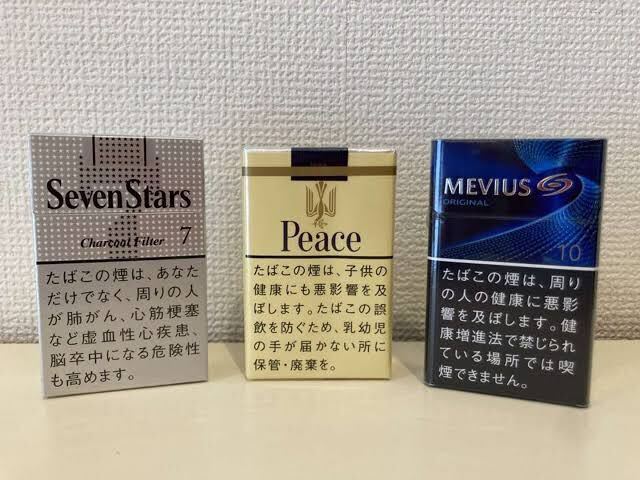 Seven Stars
Charcoal Filter 7
たばこの煙は、あなた
だけでなく、周りの人
が肺がん、心筋梗塞
など虚血性心疾患、
脳卒中になる危険性
も高めます。
Peace
たばこの煙は、子供の
健康にも悪影響を及
ぼします。たばこの誤
飲を防ぐため、乳幼児
の手が届かない所に
保管・廃棄を。
MEVIUS
ORIGINAL
10
たばこの煙は、周り
の人の健康に悪影
響を及ぼします。健
康増進法で禁じられ
ている場所では喫
煙できません。